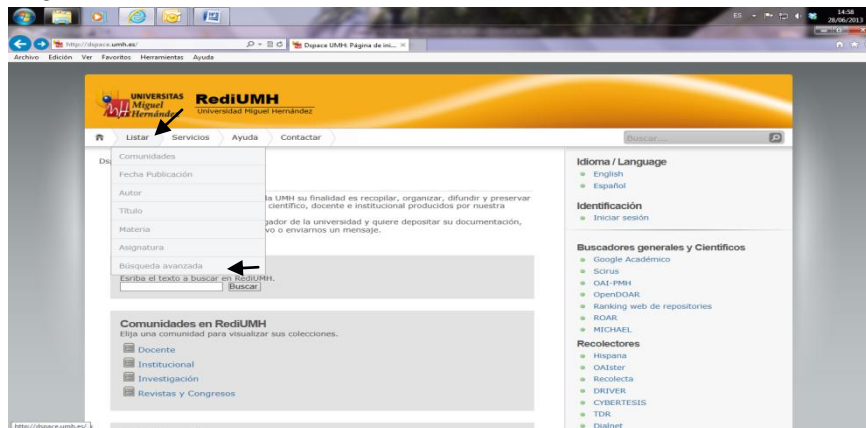 ES
14:58
28/06/2013
http://dspace.umh.es/
Dspace UMH: Página de ini...
Archivo Edición Ver Favoritos Herramientas Ayuda
UNIVERSITAS
Miguel
Hernández
RediUMH
Universidad Miguel Hernández
Listar Servicios Ayuda Contactar
Buscar...
Comunidades
Fecha Publicación
Autor
Título
Materia
Asignatura
Búsqueda avanzada
la UMH su finalidad es recopilar, organizar, difundir y preservar
científico, docente e institucional producidos por nuestra
gador de la universidad y quiere depositar su documentación,
vo o enviarnos un mensaje.
Escriba el texto a buscar en RediUMH.
Buscar
Comunidades en RediUMH
Elija una comunidad para visualizar sus colecciones.
Docente
Institucional
Investigación
Revistas y Congresos
Idioma / Language
English
Español
Identificación
Iniciar sesión
Buscadores generales y Cientificos
Google Académico
Scirus
OAI-PMH
OpenDOAR
Ranking web de repositories
ROAR
MICHAEL
Recolectores
Hispana
OAIster
Recolecta
DRIVER
CYBERTESIS
TDR
Dialnet
http://dspace.umh.es/